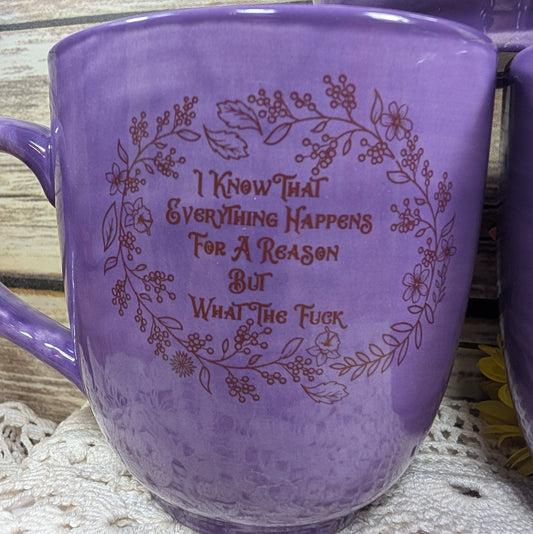 I Know That
Everything Happens
For A Reason
But
What The Fuck